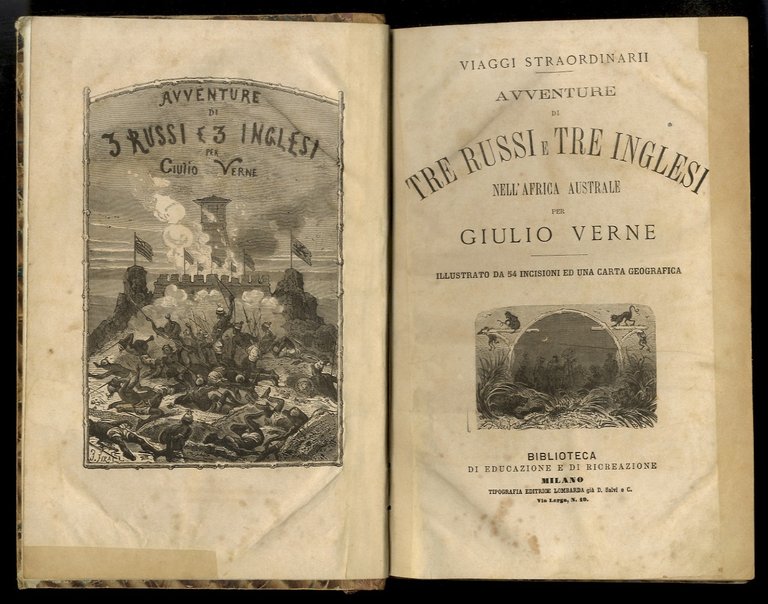 AVVENTURE
DI
3 RUSSI E 3 INGLESI
PER
Giulio Verne
VIAGGI STRAORDINARII
AVVENTURE
DI
TRE RUSSI E TRE INGLESI
NELL'AFRICA AUSTRALE
PER
GIULIO VERNE
ILLUSTRATO DA 54 INCISIONI ED UNA CARTA GEOGRAFICA
BIBLIOTECA
DI EDUCAZIONE E DI RICREAZIONE
MILANO
TIPOGRAFIA EDITRICE LOMBARDA già D. Salvi e C.
Via Larga, N. 19.